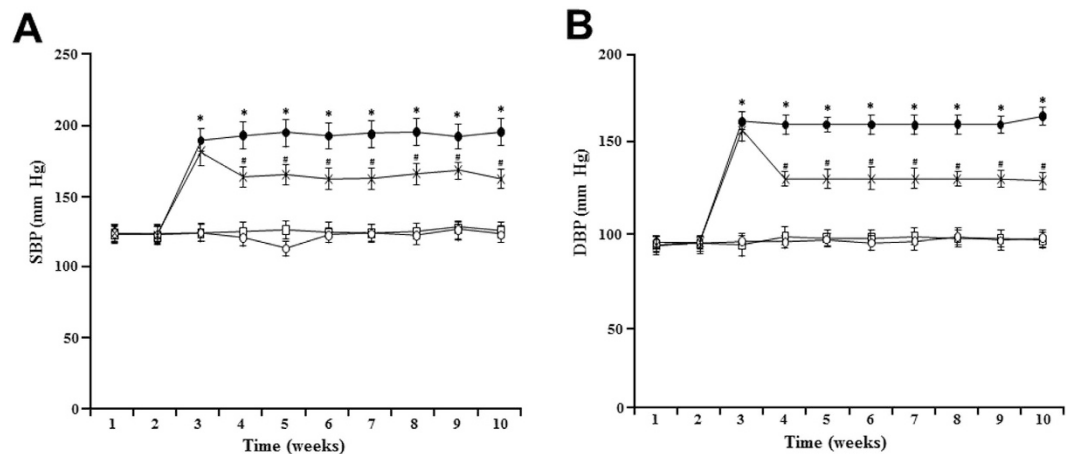 A
B
SBP (mm Hg)
250
200
150
100
50
0
* * * * * * * *
# # # # # # #
1 2 3 4 5 6 7 8 9 10
Time (weeks)
DBP (mm Hg)
200
150
100
50
0
* * * * * * * *
# # # # # # #
1 2 3 4 5 6 7 8 9 10
Time (weeks)